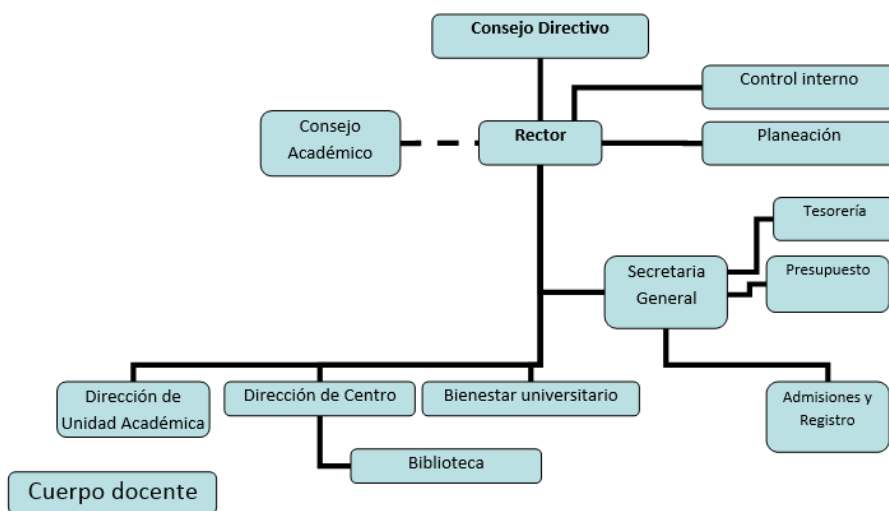 Consejo Directivo
Control interno
Consejo
Académico
Rector
Planeación
Tesorería
Secretaria
General
Presupuesto
Dirección de
Unidad Académica
Dirección de Centro
Bienestar universitario
Admisiones y
Registro
Biblioteca
Cuerpo docente